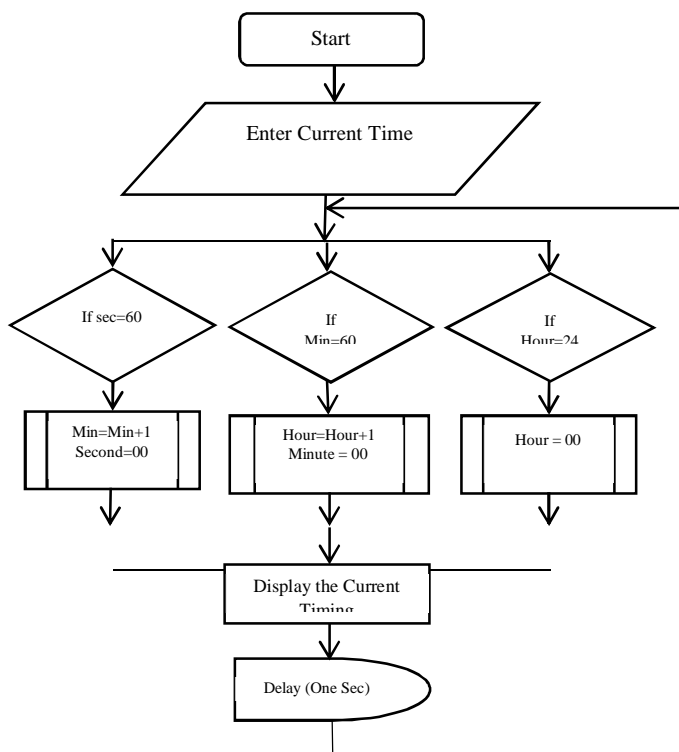 Start
Enter Current Time
If sec=60
If
Min=60
If
Hour=24
Min=Min+1
Second=00
Hour=Hour+1
Minute = 00
Hour = 00
Display the Current
Timing
Delay (One Sec)